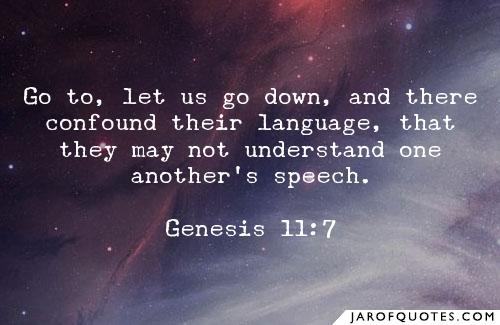 Go to, let us go down, and there
confound their language, that
they may not understand one
another's speech.
Genesis 11:7
JAROFQUOTES.COM